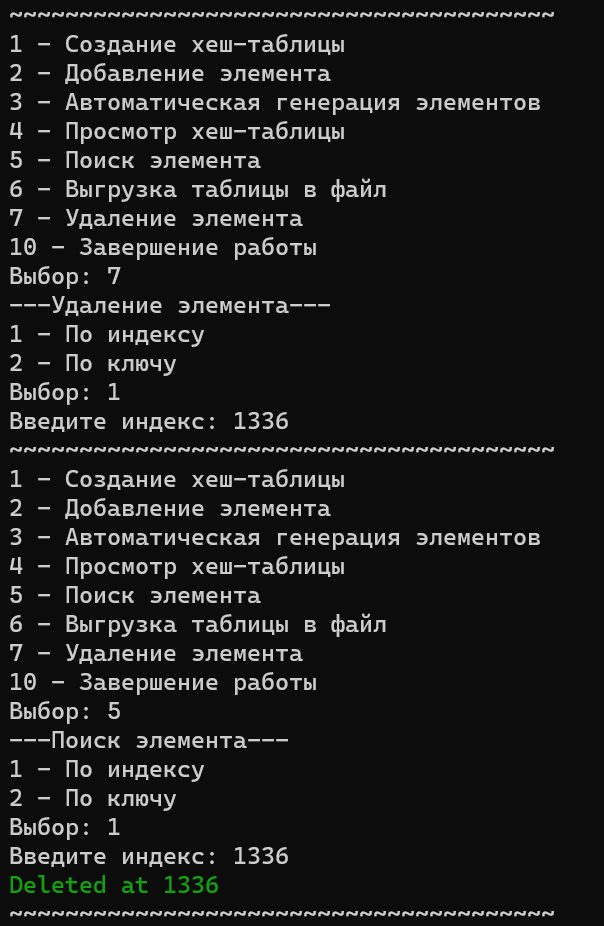 ~~~~~~~~~~~~~~~~~~~~~~~~~~~~~~~~~~~~~~~
1 - Создание хеш-таблицы
2 - Добавление элемента
3 - Автоматическая генерация элементов
4 - Просмотр хеш-таблицы
5 - Поиск элемента
6 - Выгрузка таблицы в файл
7 - Удаление элемента
10 - Завершение работы
Выбор: 7
---Удаление элемента---
1 - По индексу
2 - По ключу
Выбор: 1
Введите индекс: 1336
~~~~~~~~~~~~~~~~~~~~~~~~~~~~~~~~~~~~~~~
1 - Создание хеш-таблицы
2 - Добавление элемента
3 - Автоматическая генерация элементов
4 - Просмотр хеш-таблицы
5 - Поиск элемента
6 - Выгрузка таблицы в файл
7 - Удаление элемента
10 - Завершение работы
Выбор: 5
---Поиск элемента---
1 - По индексу
2 - По ключу
Выбор: 1
Введите индекс: 1336
Deleted at 1336
~~~~~~~~~~~~~~~~~~~~~~~~~~~~~~~~~~~~~~~